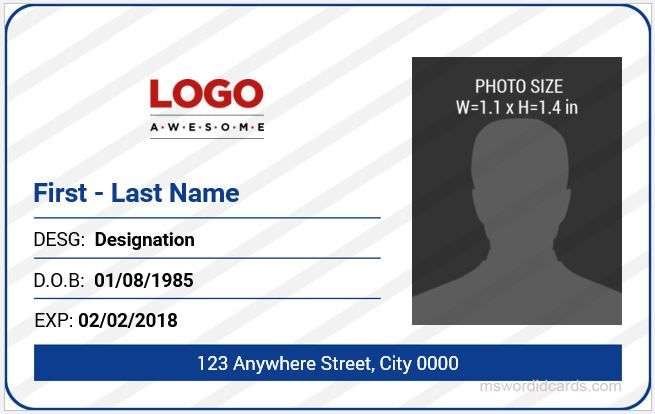 LOGO
A·W·E·S·O·M·E
PHOTO SIZE
W=1.1 x H=1.4 in
First - Last Name
DESG: Designation
D.O.B: 01/08/1985
EXP: 02/02/2018
123 Anywhere Street, City 0000
mswordidcards.com